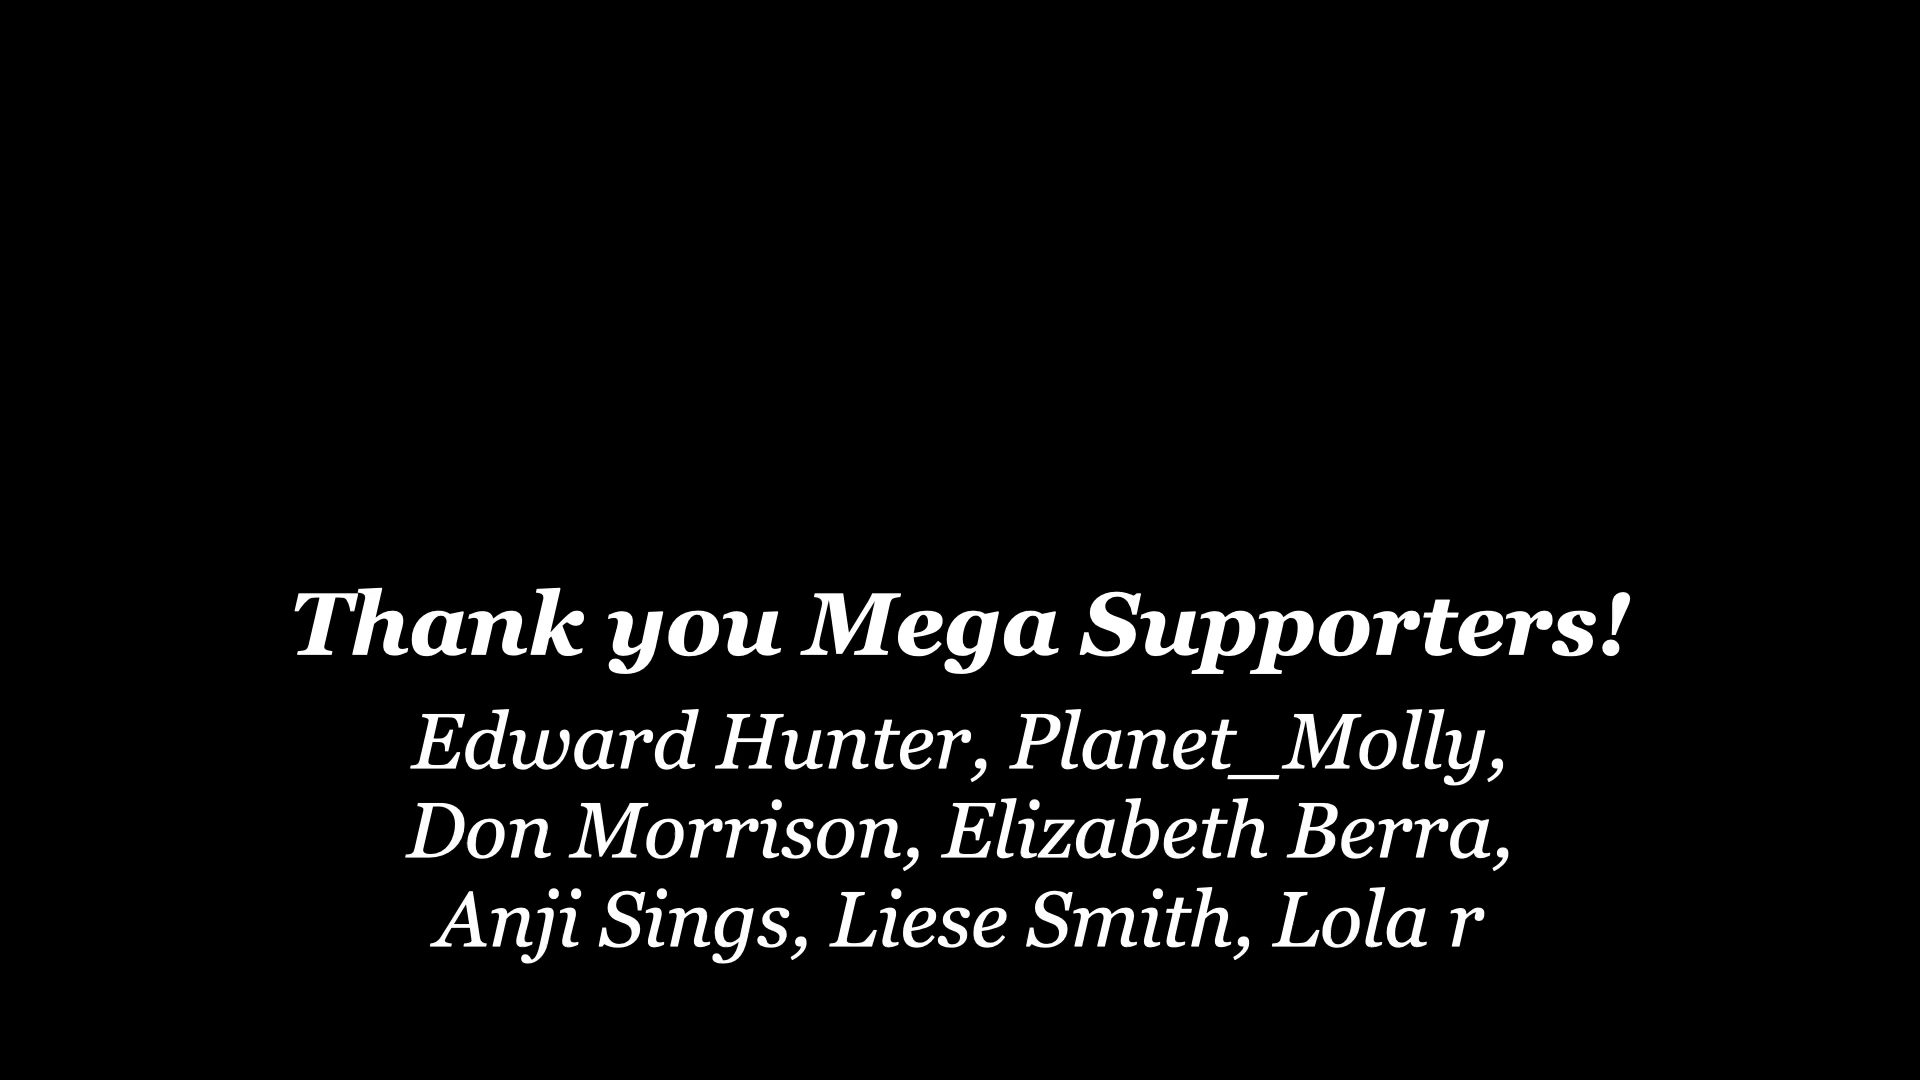 Thank you Mega Supporters!
Edward Hunter, Planet_Molly,
Don Morrison, Elizabeth Berra,
Anji Sings, Liese Smith, Lola r